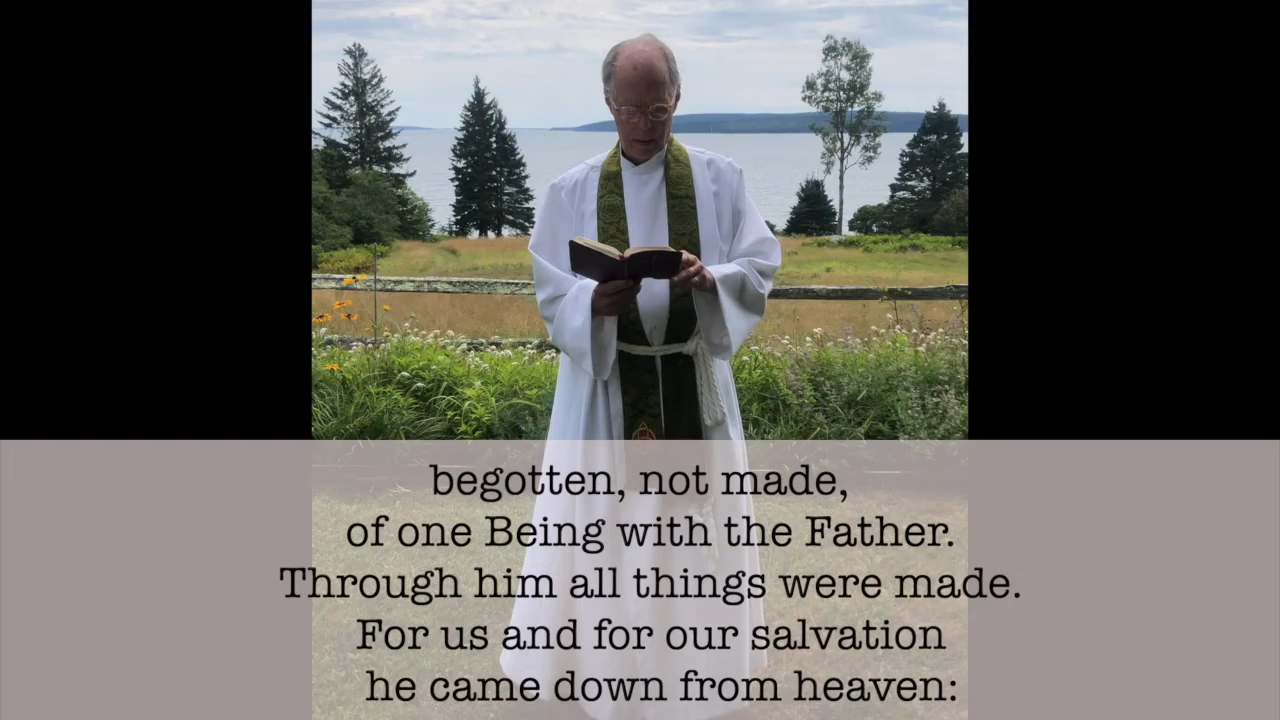 begotten, not made,
of one Being with the Father.
Through him all things were made.
For us and for our salvation
he came down from heaven: